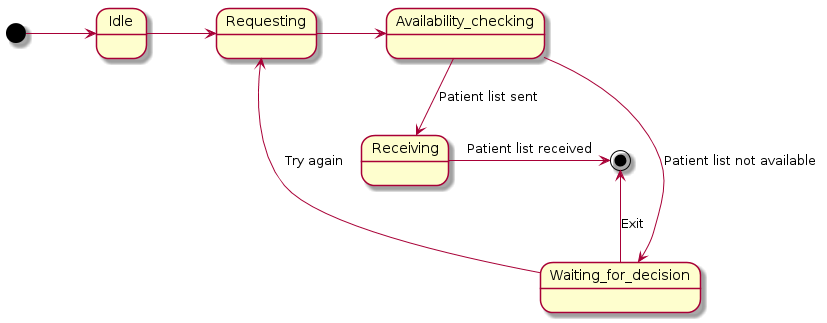 Idle
Requesting
Availability_checking
Patient list sent
Receiving
Patient list received
Try again
Patient list not available
Exit
Waiting_for_decision